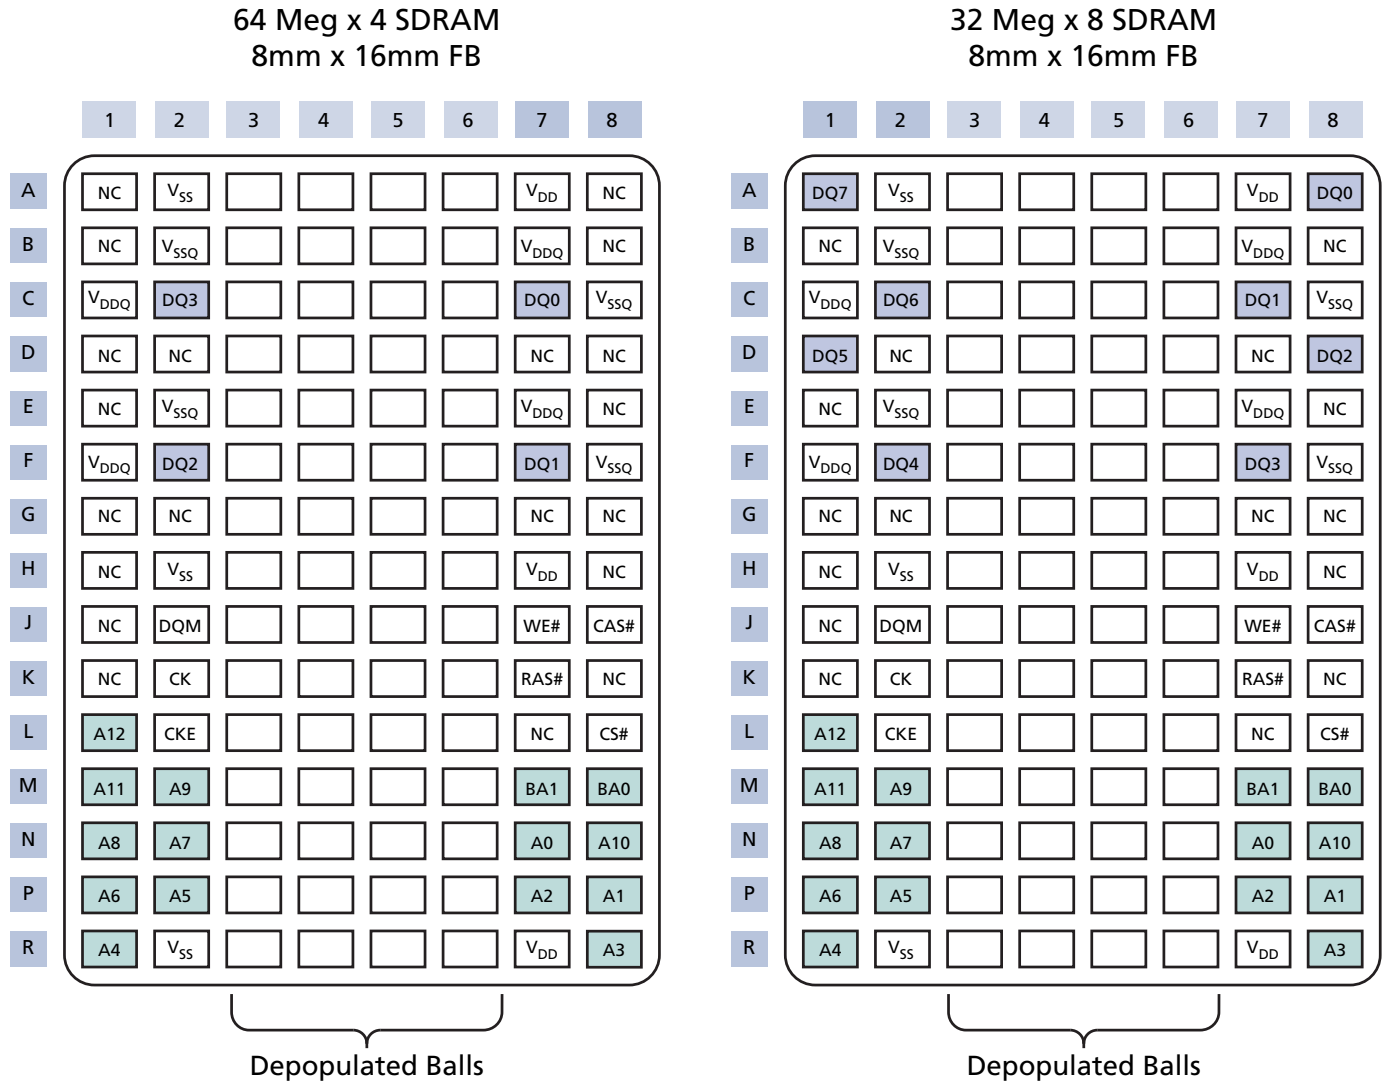 64 Meg x 4 SDRAM
8mm x 16mm FB
1 2 3 4 5 6 7 8
A NC VSS VDD NC
B NC VSSQ VDDQ NC
C VDDQ DQ3 DQ0 VSSQ
D NC NC NC NC
E NC VSSQ VDDQ NC
F VDDQ DQ2 DQ1 VSSQ
G NC NC NC NC
H NC VSS VDD NC
J NC DQM WE# CAS#
K NC CK RAS# NC
L A12 CKE NC CS#
M A11 A9 BA1 BA0
N A8 A7 A0 A10
P A6 A5 A2 A1
R A4 VSS VDD A3
Depopulated Balls
32 Meg x 8 SDRAM
8mm x 16mm FB
1 2 3 4 5 6 7 8
A DQ7 VSS VDD DQ0
B NC VSSQ VDDQ NC
C VDDQ DQ6 DQ1 VSSQ
D DQ5 NC NC DQ2
E NC VSSQ VDDQ NC
F VDDQ DQ4 DQ3 VSSQ
G NC NC NC NC
H NC VSS VDD NC
J NC DQM WE# CAS#
K NC CK RAS# NC
L A12 CKE NC CS#
M A11 A9 BA1 BA0
N A8 A7 A0 A10
P A6 A5 A2 A1
R A4 VSS VDD A3
Depopulated Balls